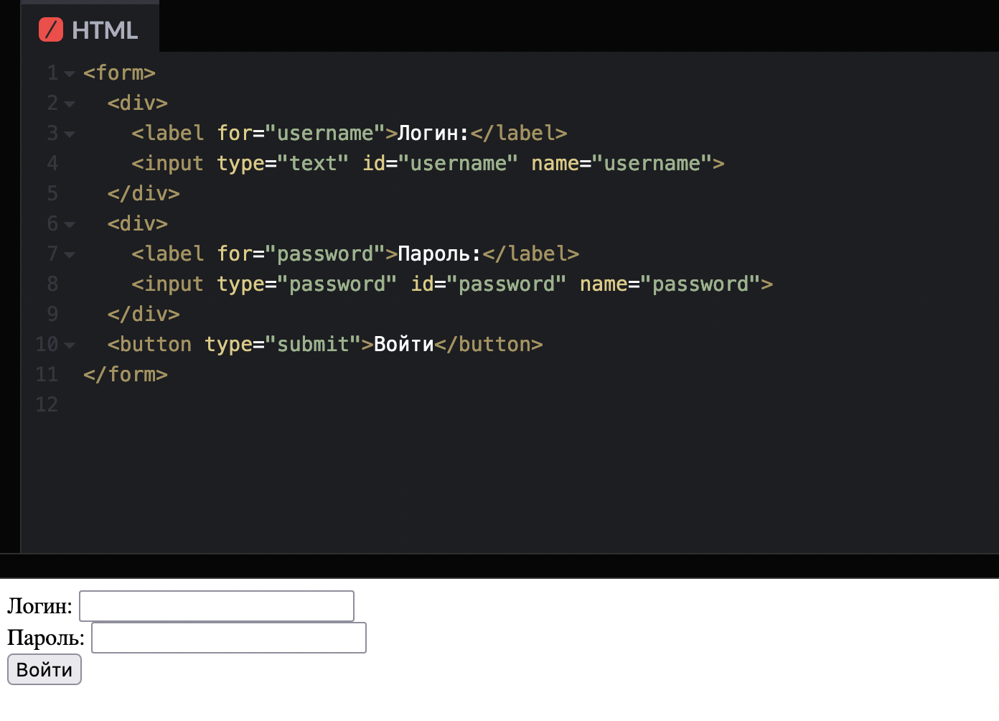 HTML
1 <form>
2 <div>
3 <label for="username">Логин:</label>
4 <input type="text" id="username" name="username">
5 </div>
6 <div>
7 <label for="password">Пароль:</label>
8 <input type="password" id="password" name="password">
9 </div>
10 <button type="submit">Войти</button>
11 </form>
12
Логин:
Пароль:
Войти